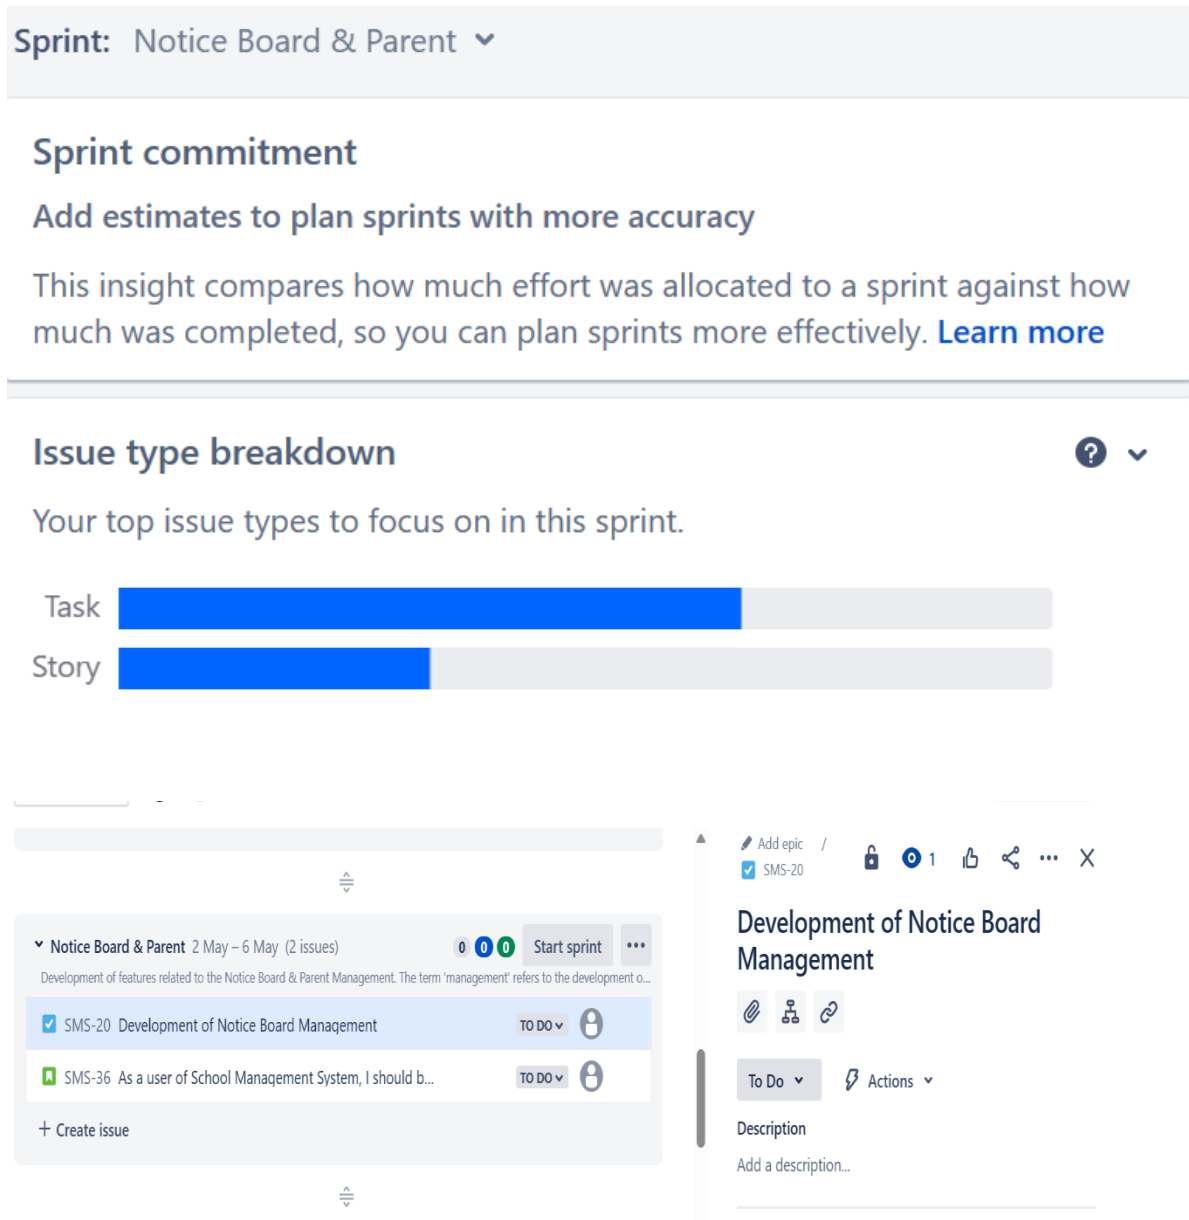 Sprint: Notice Board & Parent
Sprint commitment
Add estimates to plan sprints with more accuracy
This insight compares how much effort was allocated to a sprint against how
much was completed, so you can plan sprints more effectively. Learn more
Issue type breakdown
?
Your top issue types to focus on in this sprint.
Task
Story
Notice Board & Parent 2 May – 6 May (2 issues) 0 0 0 Start sprint ...
Development of features related to the Notice Board & Parent Management. The term 'management' refers to the development o...
SMS-20 Development of Notice Board Management TO DO
SMS-36 As a user of School Management System, I should b... TO DO
+ Create issue
Add epic /
SMS-20
1
Development of Notice Board
Management
To Do Actions
Description
Add a description...